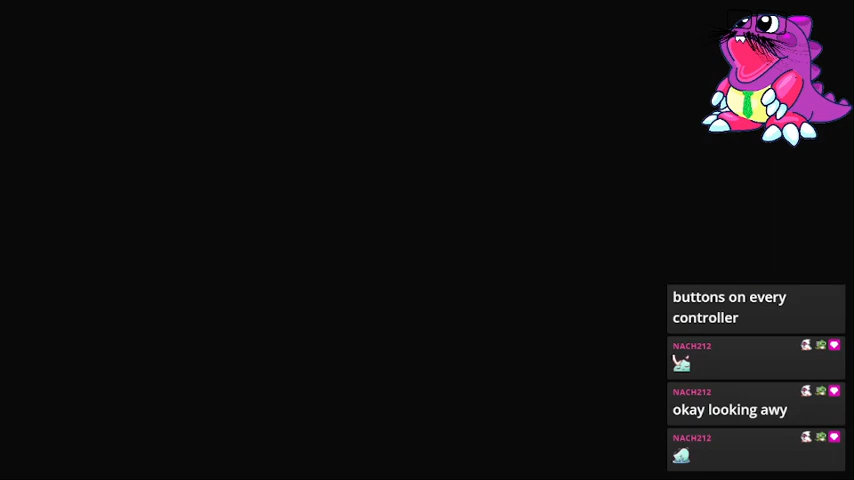 buttons on every
controller
NACH212
NACH212
okay looking awy
NACH212